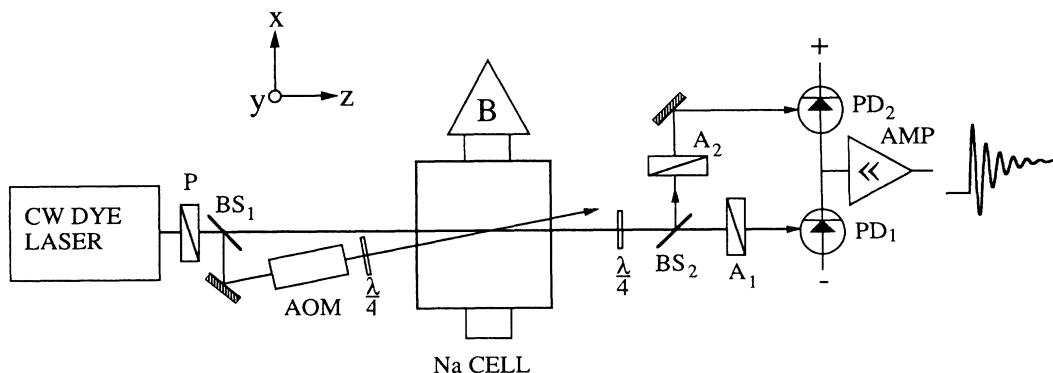 x
y
z
B
P
BS₁
CW DYE
LASER
AOM
λ/4
Na CELL
λ/4
BS₂
A₂
A₁
+
PD₂
AMP
«
PD₁
-